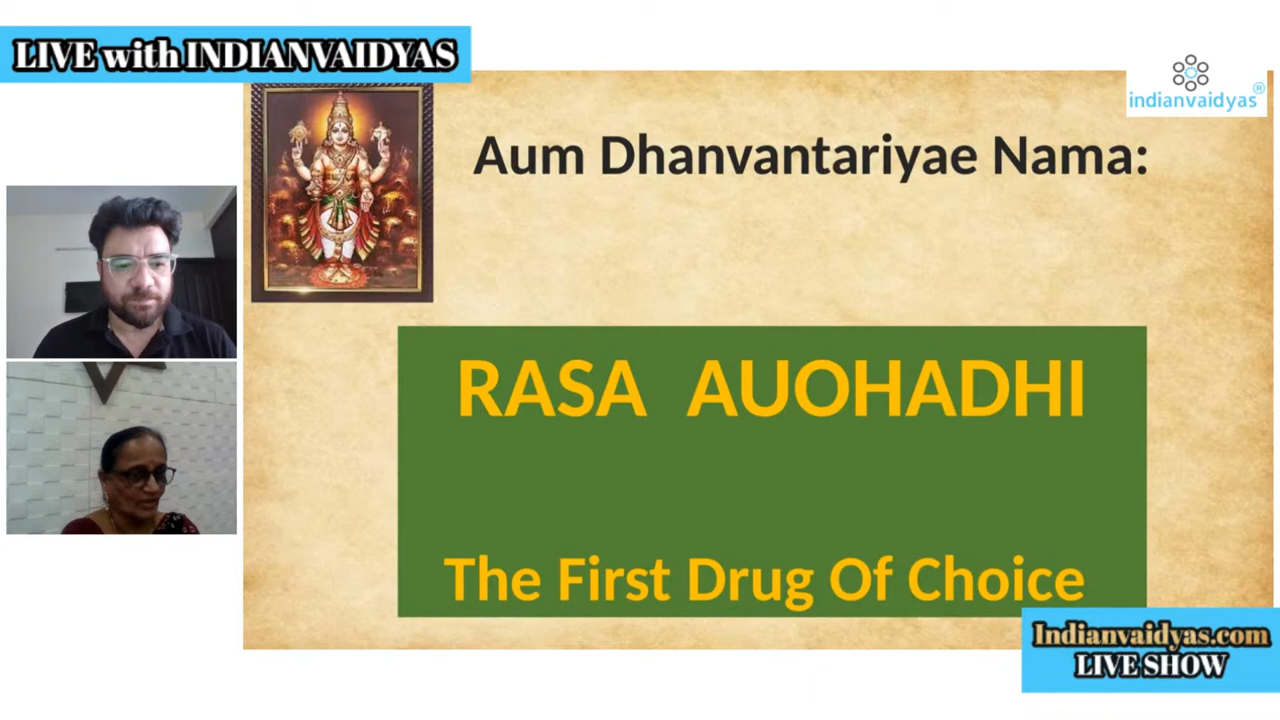 LIVE with INDIANVAIDYAS
indianvaidyas®
Aum Dhanvantariyae Nama:
RASA AUOHADHI
The First Drug Of Choice
Indianvaidyas.com
LIVE SHOW